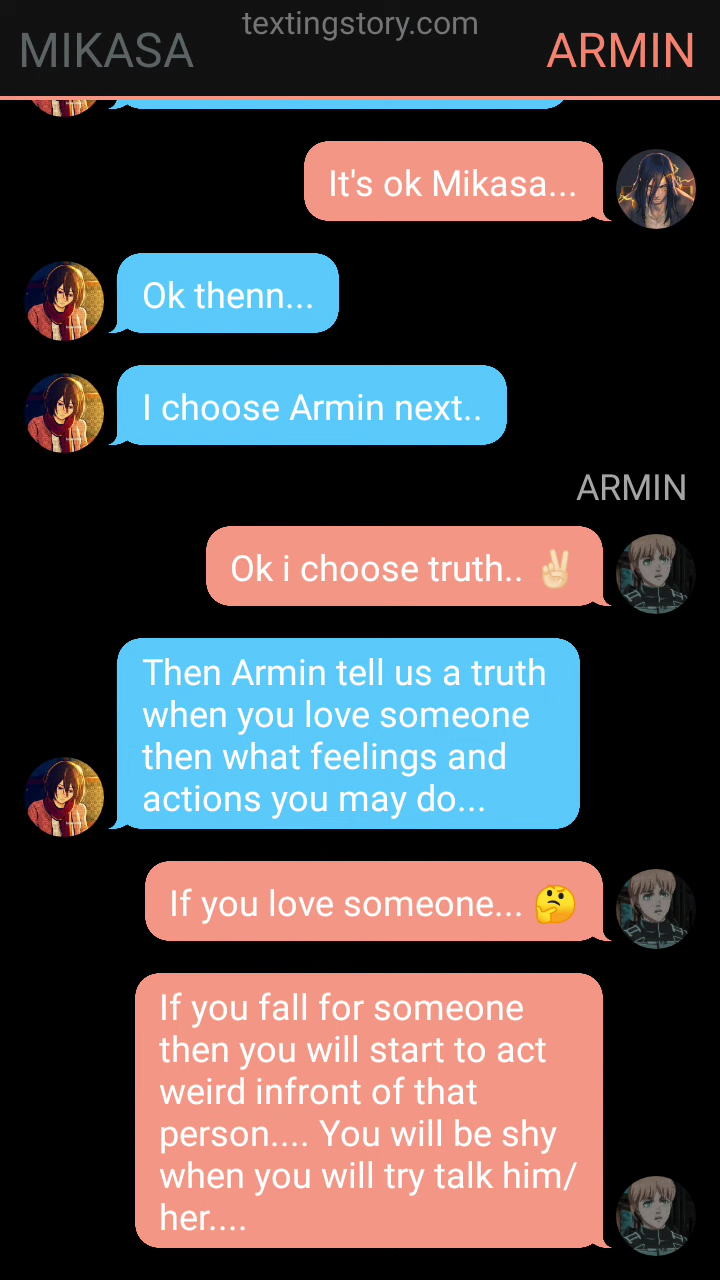 textingstory.com
MIKASA
ARMIN
It's ok Mikasa...
Ok thenn...
I choose Armin next..
ARMIN
Ok i choose truth.. ✌🏻
Then Armin tell us a truth
when you love someone
then what feelings and
actions you may do...
If you love someone... 🤔
If you fall for someone
then you will start to act
weird infront of that
person.... You will be shy
when you will try talk him/
her....